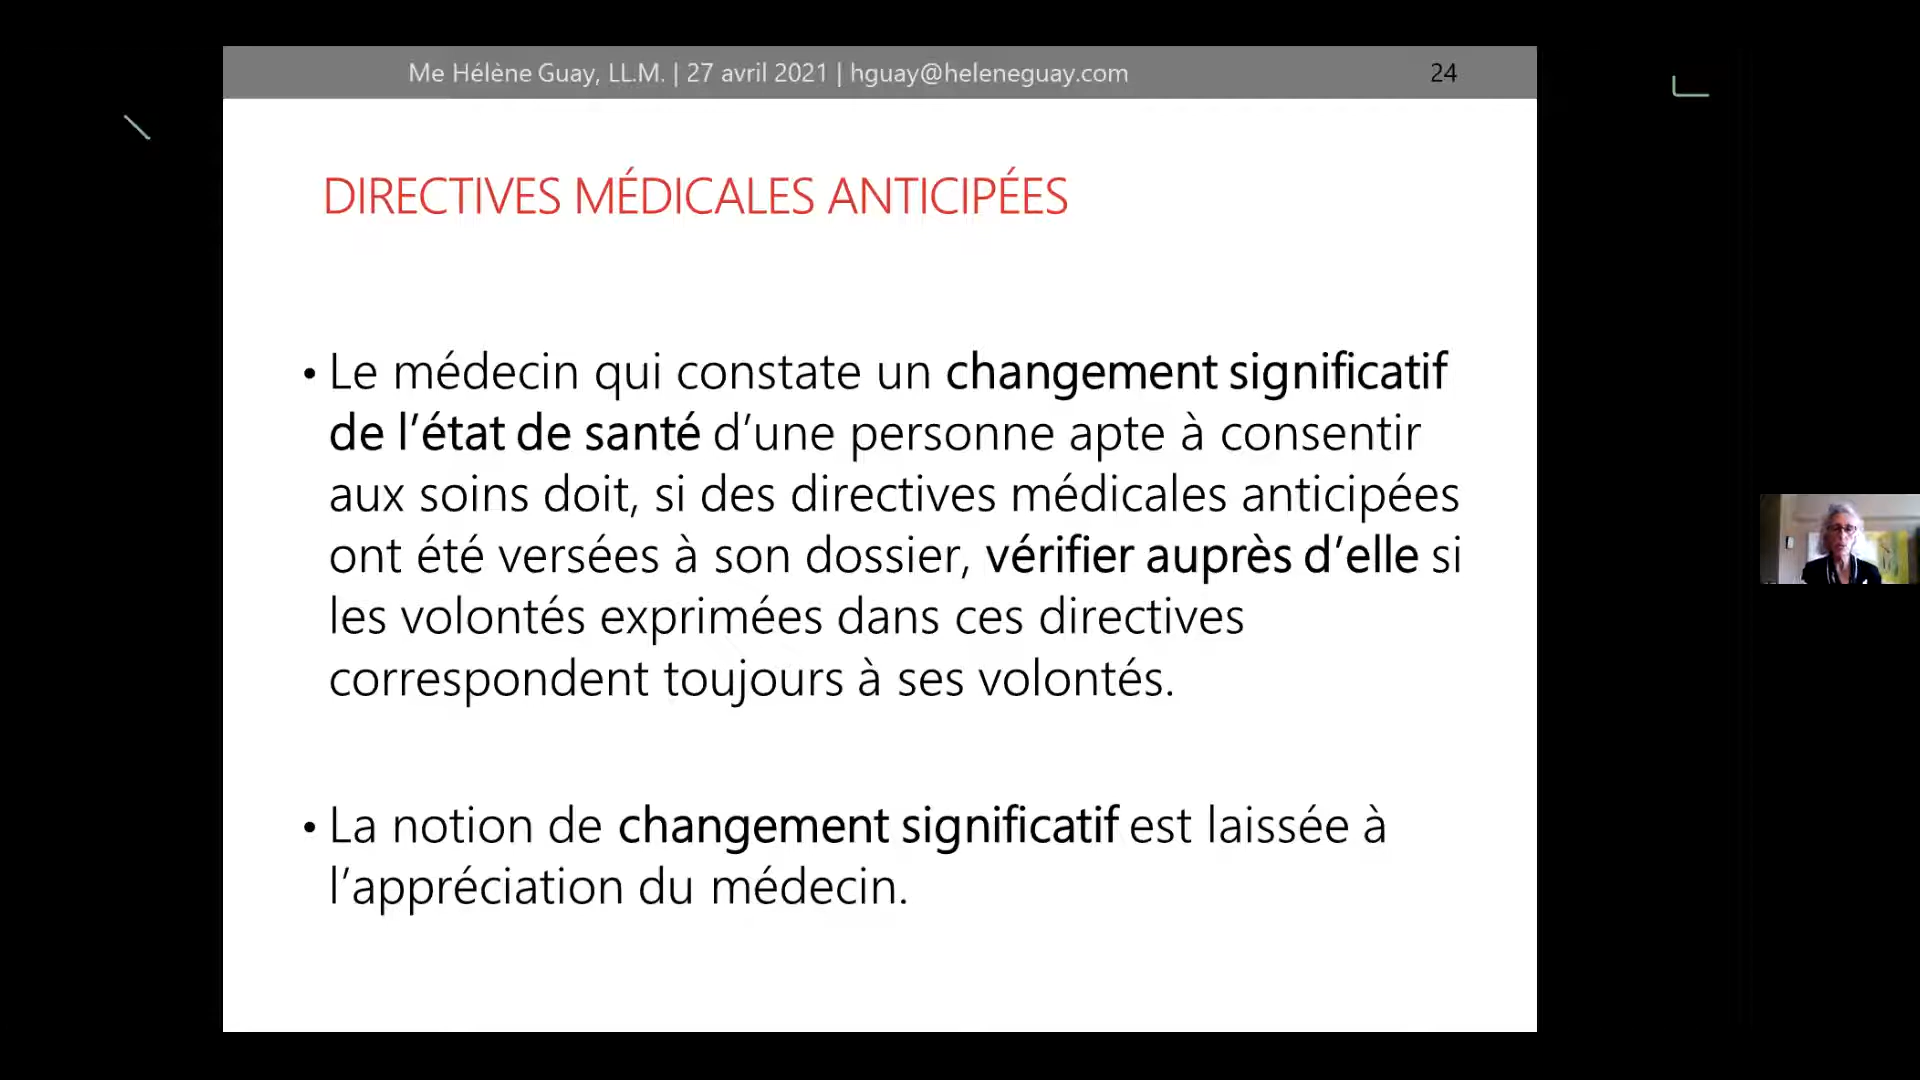 Me Hélène Guay, LL.M. | 27 avril 2021 | hguay@heleneguay.com 24
DIRECTIVES MÉDICALES ANTICIPÉES
• Le médecin qui constate un changement significatif
de l’état de santé d’une personne apte à consentir
aux soins doit, si des directives médicales anticipées
ont été versées à son dossier, vérifier auprès d’elle si
les volontés exprimées dans ces directives
correspondent toujours à ses volontés.
• La notion de changement significatif est laissée à
l’appréciation du médecin.